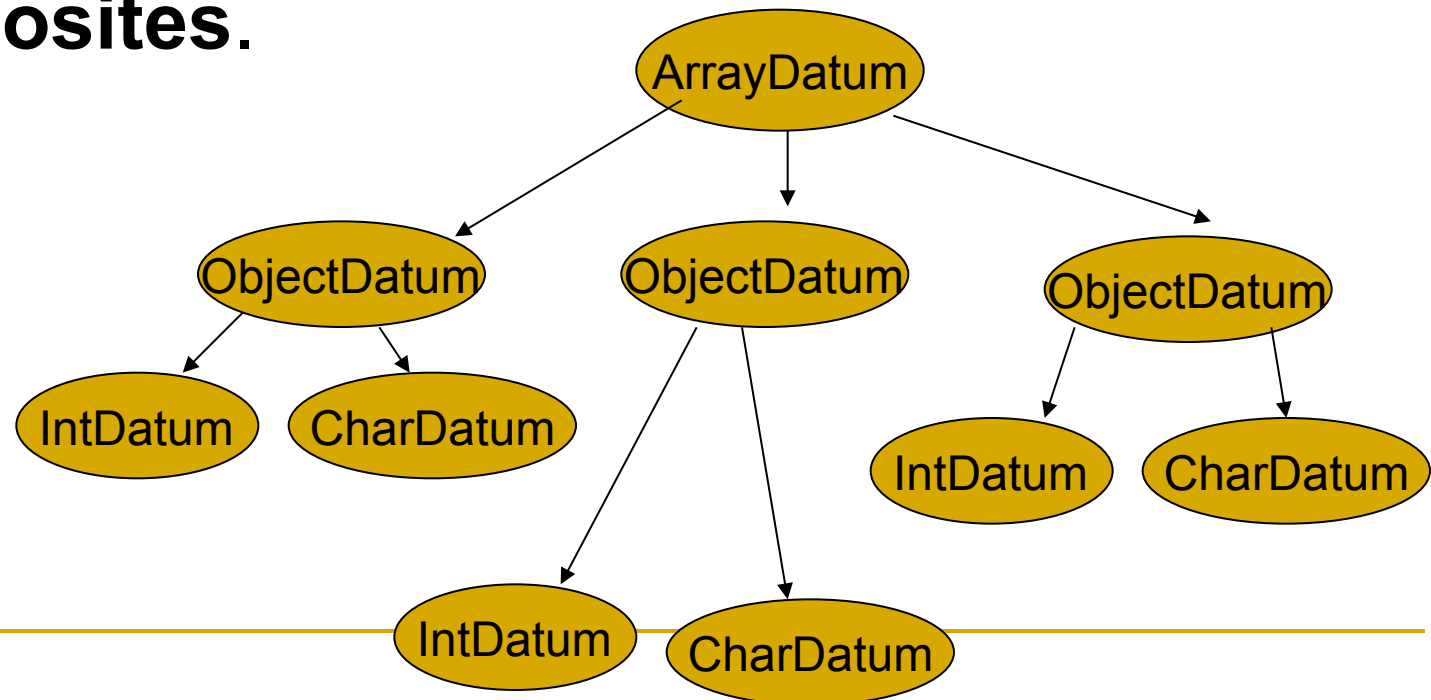 osites.
ArrayDatum
ObjectDatum
ObjectDatum
ObjectDatum
IntDatum
CharDatum
IntDatum
CharDatum
IntDatum
CharDatum